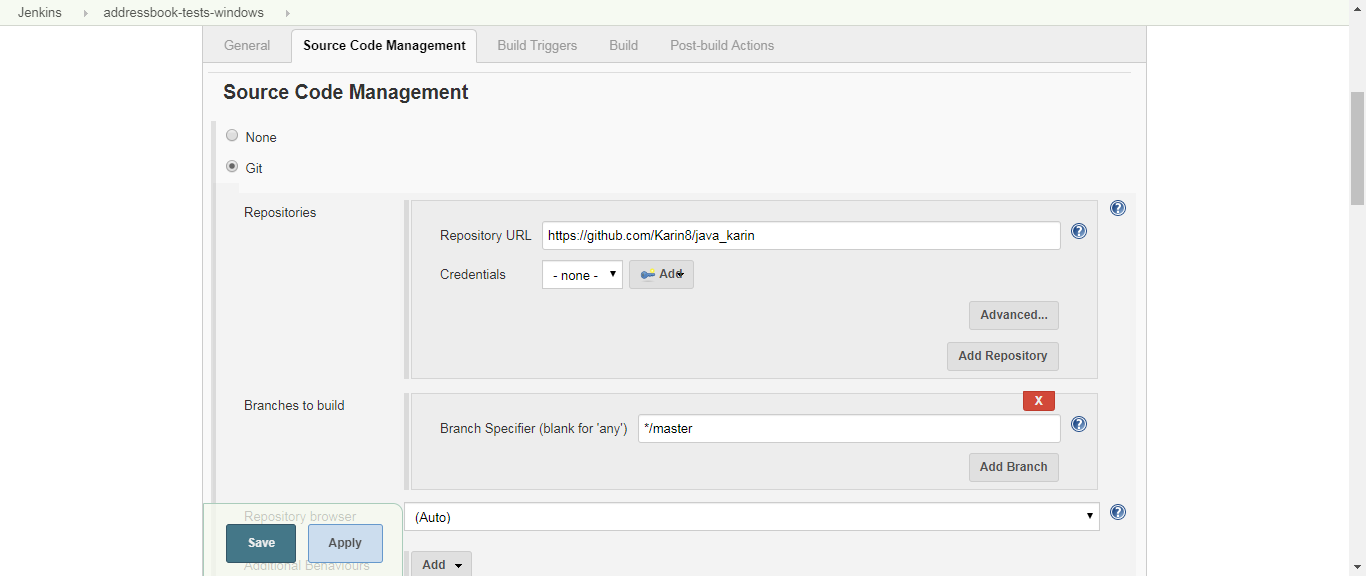 Jenkins addressbook-tests-windows
General Source Code Management Build Triggers Build Post-build Actions
Source Code Management
None
Git
Repositories
Repository URL https://github.com/Karin8/java_karin
Credentials - none - Add
Advanced...
Add Repository
Branches to build
X
Branch Specifier (blank for 'any') */master
Add Branch
Repository browser (Auto)
Save Apply
Additional Behaviours Add